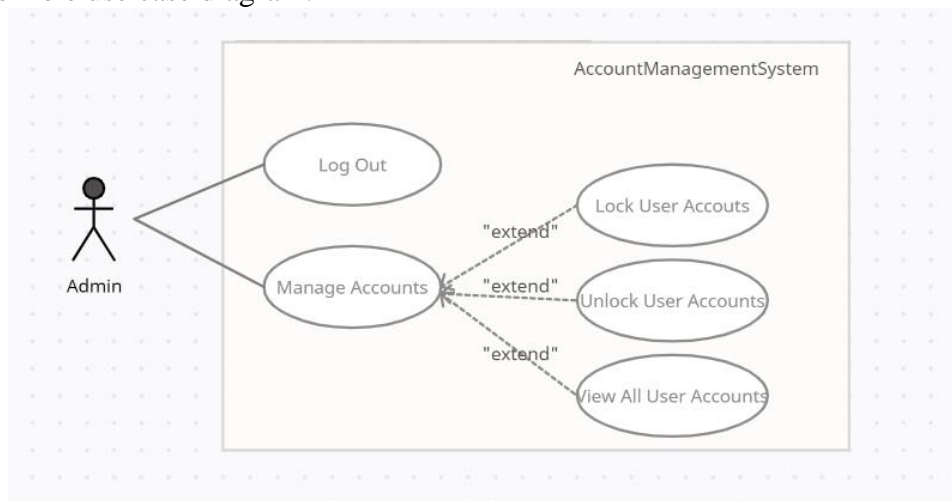 AccountManagementSystem
Log Out
Lock User Accouts
"extend"
Admin
Manage Accounts
"extend"
Unlock User Accounts
"extend"
View All User Accounts